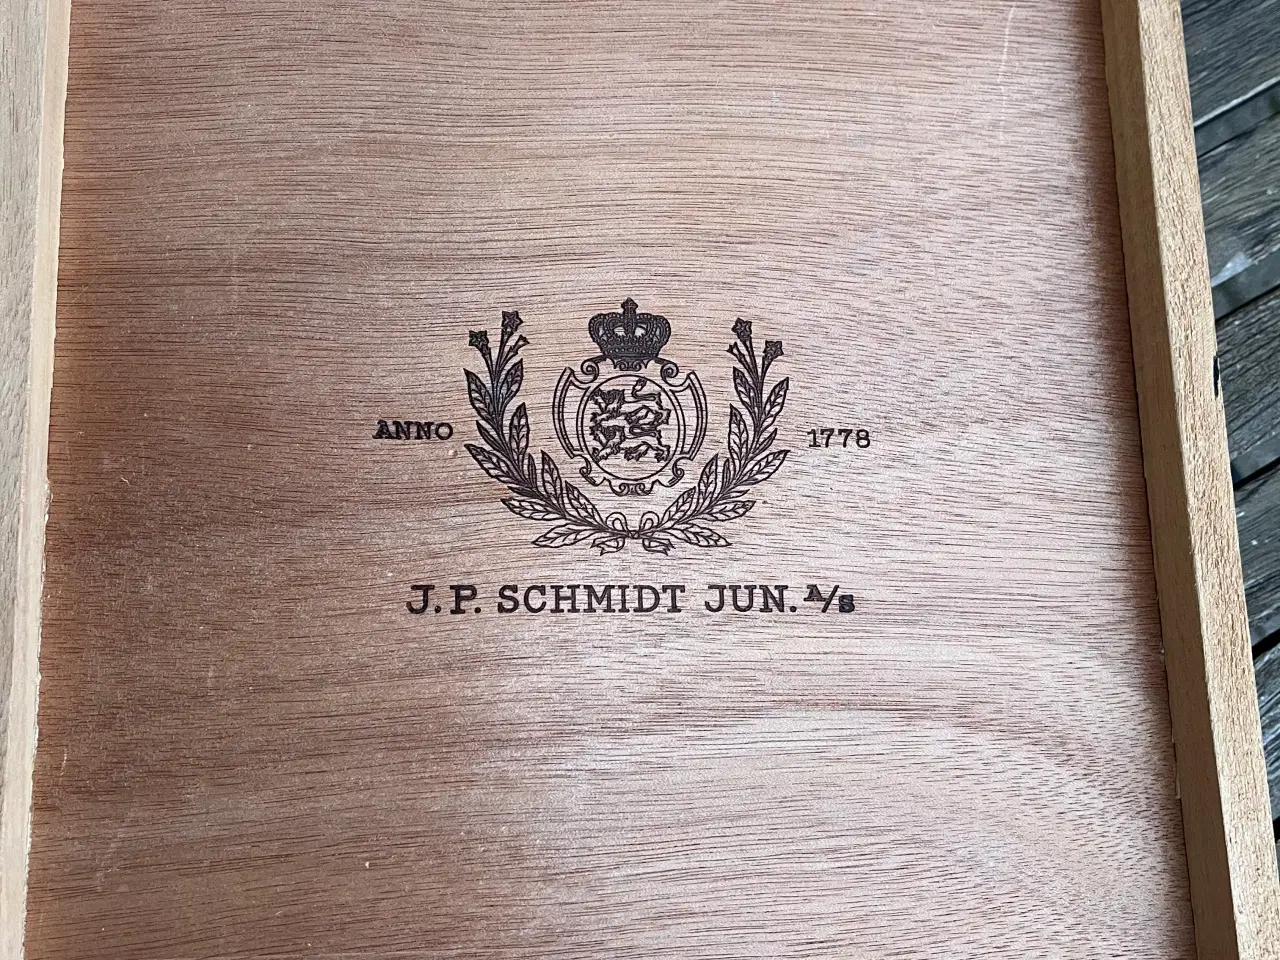 ANNO 1778
J. P. SCHMIDT JUN. A/S